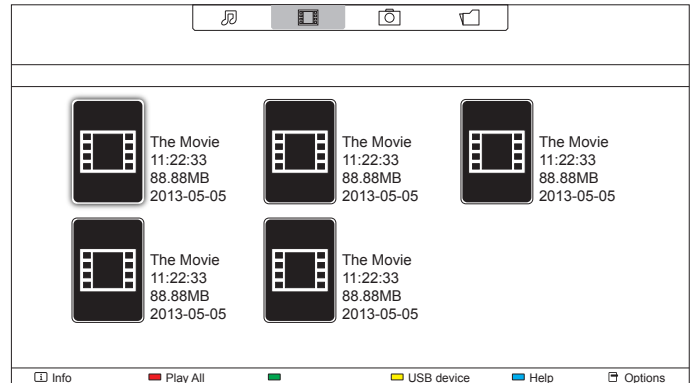 The Movie
11:22:33
88.88MB
2013-05-05
The Movie
11:22:33
88.88MB
2013-05-05
The Movie
11:22:33
88.88MB
2013-05-05
The Movie
11:22:33
88.88MB
2013-05-05
The Movie
11:22:33
88.88MB
2013-05-05
i Info Play All USB device Help Options